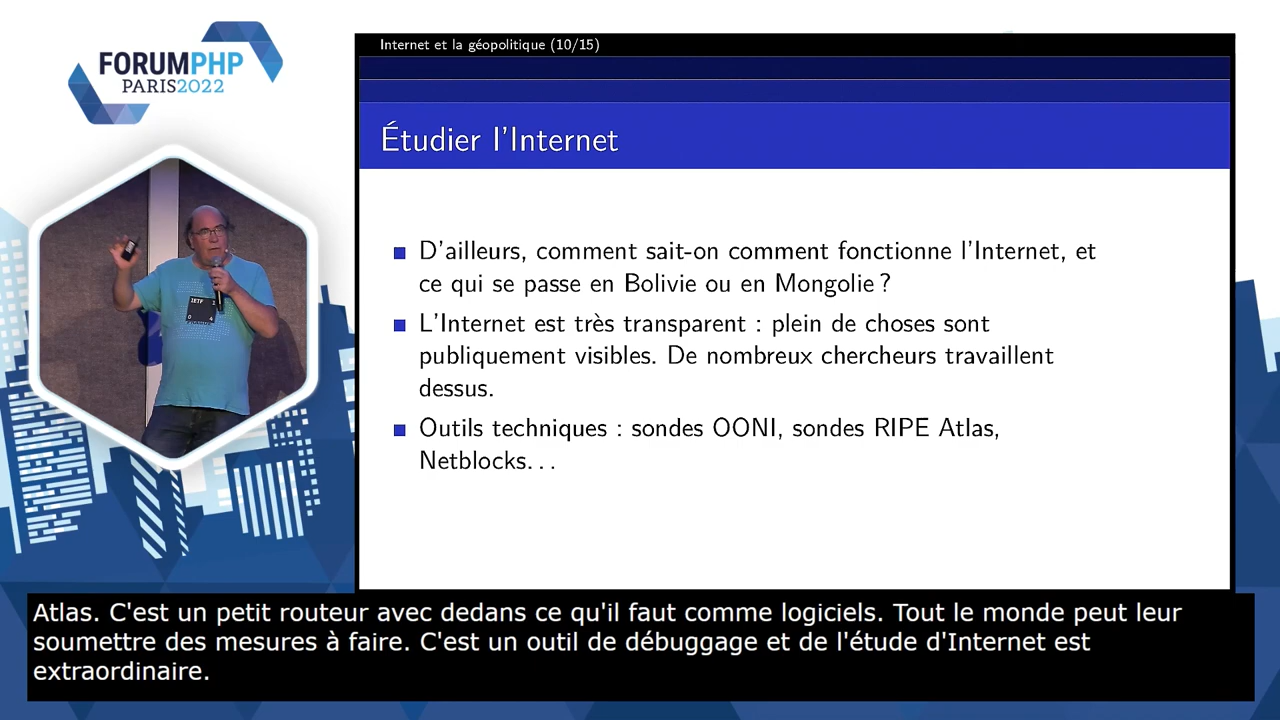 FORUMPHP
PARIS2022
Internet et la géopolitique (10/15)
Étudier l'Internet
D'ailleurs, comment sait-on comment fonctionne l'Internet, et
ce qui se passe en Bolivie ou en Mongolie ?
L'Internet est très transparent : plein de choses sont
publiquement visibles. De nombreux chercheurs travaillent
dessus.
Outils techniques : sondes OONI, sondes RIPE Atlas,
Netblocks. . .
IETF 1
0 4
Atlas. C'est un petit routeur avec dedans ce qu'il faut comme logiciels. Tout le monde peut leur
soumettre des mesures à faire. C'est un outil de débuggage et de l'étude d'Internet est
extraordinaire.